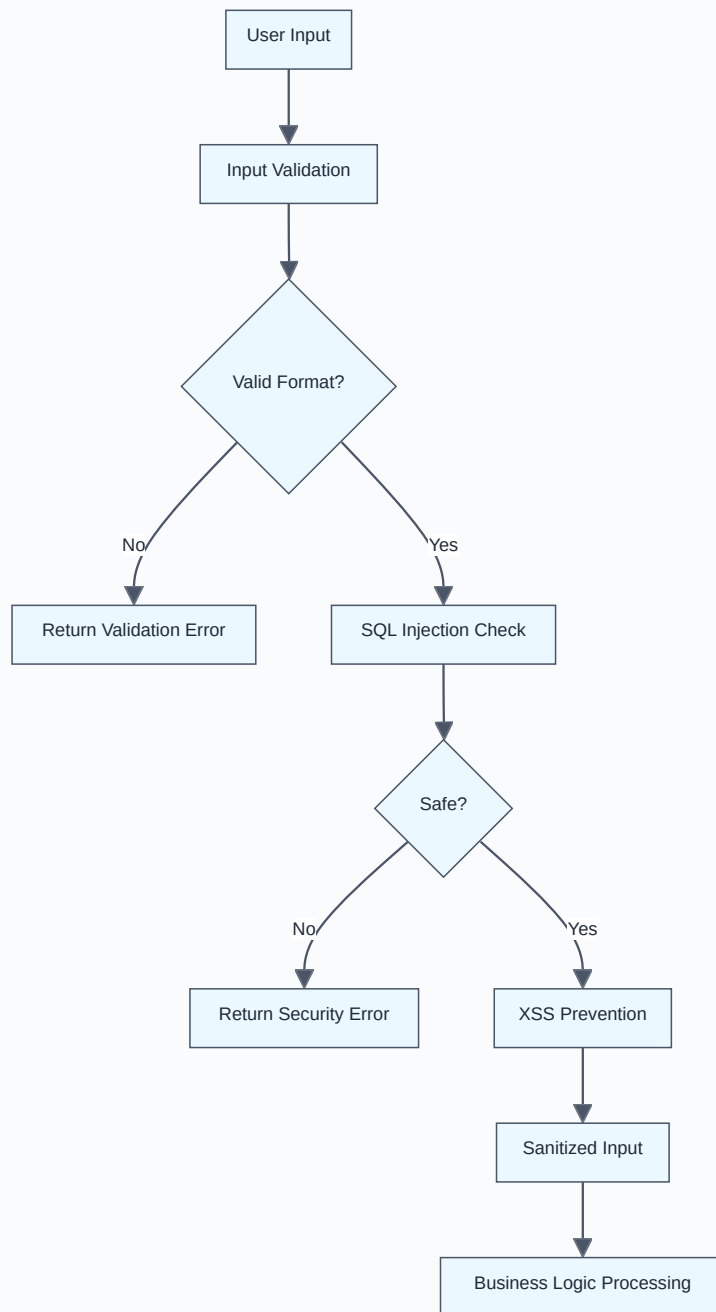 User Input
Input Validation
Valid Format?
No
Yes
Return Validation Error
SQL Injection Check
Safe?
No
Yes
Return Security Error
XSS Prevention
Sanitized Input
Business Logic Processing